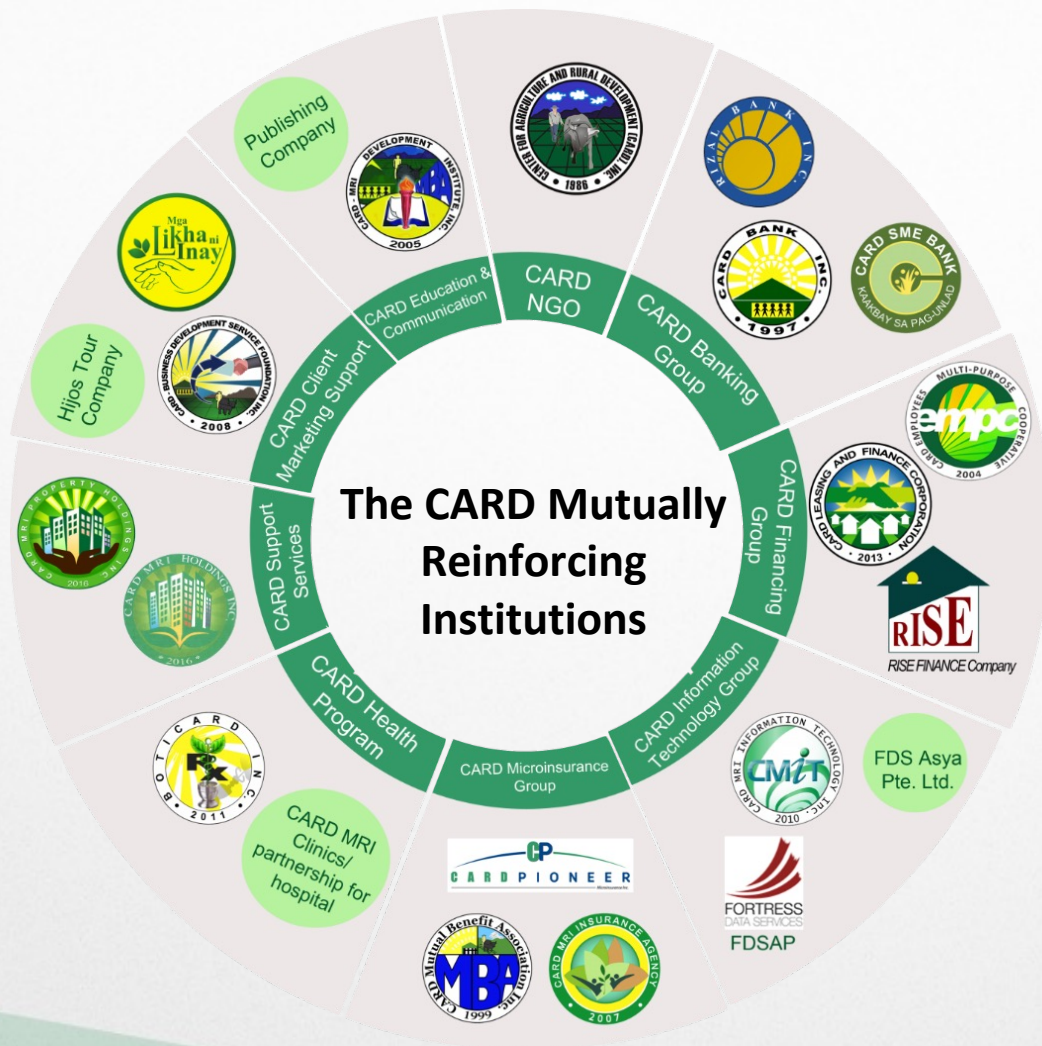 The CARD Mutually
Reinforcing
Institutions
CARD
NGO
CENTER FOR AGRICULTURE AND RURAL DEVELOPMENT (CARD), INC.
• 1986 •
CARD Banking
Group
RIZAL BANK INC.
CARD BANK INC.
• 1997 •
CARD SME BANK
KAAKBAY SA PAG-UNLAD
CARD Financing
Group
CARD EMPLOYEES MULTI-PURPOSE COOPERATIVE
empc
2004
CARD LEASING AND FINANCE CORPORATION
• 2013 •
RISE
RISE FINANCE Company
CARD Information
Technology Group
CARD MRI INFORMATION TECHNOLOGY Inc.
CMiT
2010
FDS Asya
Pte. Ltd.
FORTRESS
DATA SERVICES
FDSAP
CARD Microinsurance
Group
CP
CARD PIONEER
Microinsurance Inc.
CARD Mutual Benefit Association Inc.
MBA
1999
CARD MRI INSURANCE AGENCY
• 2007 •
CARD Health
Program
BOTICARD INC.
Rx
• 2011 •
CARD MRI
Clinics/
partnership for
hospital
CARD Support
Services
CARD MRI PROPERTY HOLDINGS INC
2016
CARD MRI HOLDINGS INC.
• 2016 •
CARD Client
Marketing Support
Mga
Likha ni
Inay
Hijos Tour
Company
CARD BUSINESS DEVELOPMENT SERVICE FOUNDATION INC.
• 2008 •
CARD Education &
Communication
Publishing
Company
CARD - MRI DEVELOPMENT INSTITUTE, INC.
MBA
2005